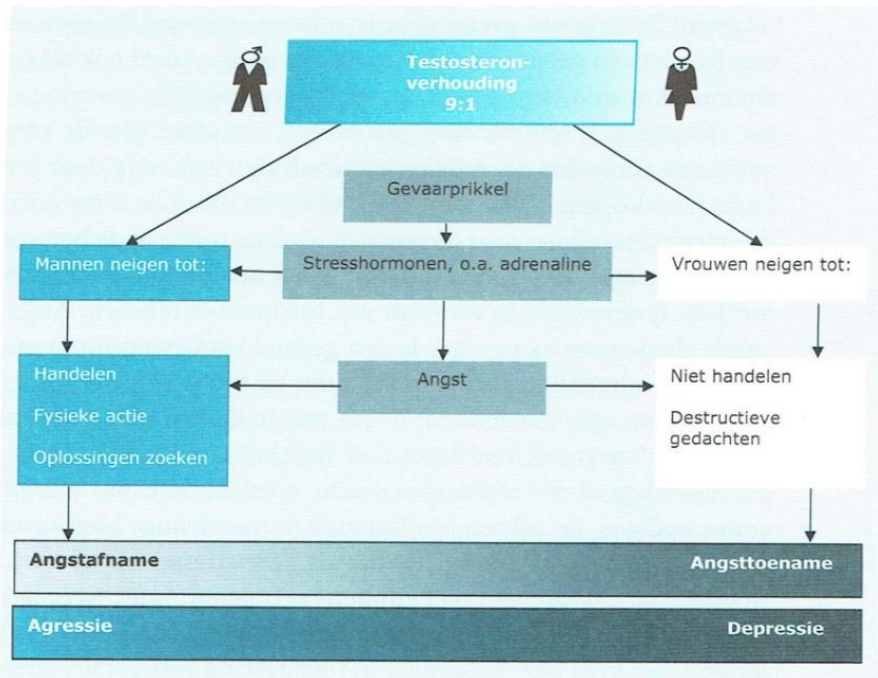 Testosteron-
verhouding
9:1
Gevaarprikkel
Mannen neigen tot:
Stresshormonen, o.a. adrenaline
Vrouwen neigen tot:
Handelen
Fysieke actie
Oplossingen zoeken
Angst
Niet handelen
Destructieve
gedachten
Angstafname
Angsttoename
Agressie
Depressie